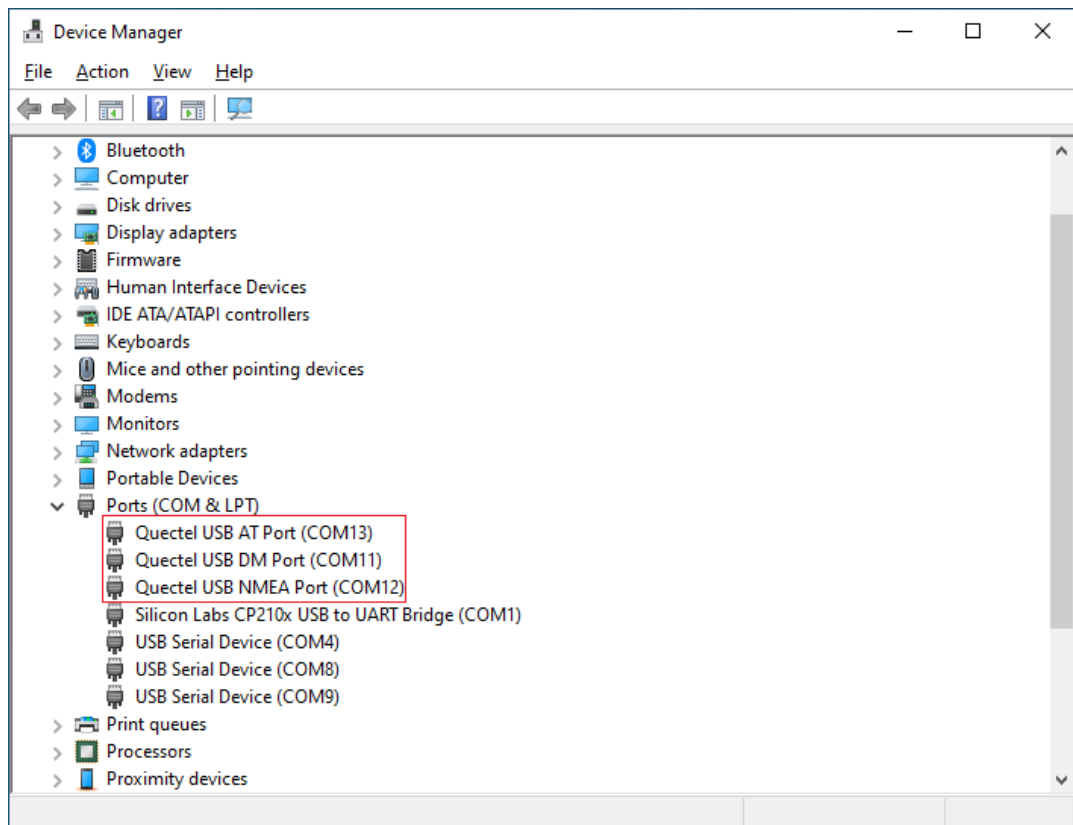 Device Manager
File Action View Help
Bluetooth
Computer
Disk drives
Display adapters
Firmware
Human Interface Devices
IDE ATA/ATAPI controllers
Keyboards
Mice and other pointing devices
Modems
Monitors
Network adapters
Portable Devices
Ports (COM & LPT)
Quectel USB AT Port (COM13)
Quectel USB DM Port (COM11)
Quectel USB NMEA Port (COM12)
Silicon Labs CP210x USB to UART Bridge (COM1)
USB Serial Device (COM4)
USB Serial Device (COM8)
USB Serial Device (COM9)
Print queues
Processors
Proximity devices